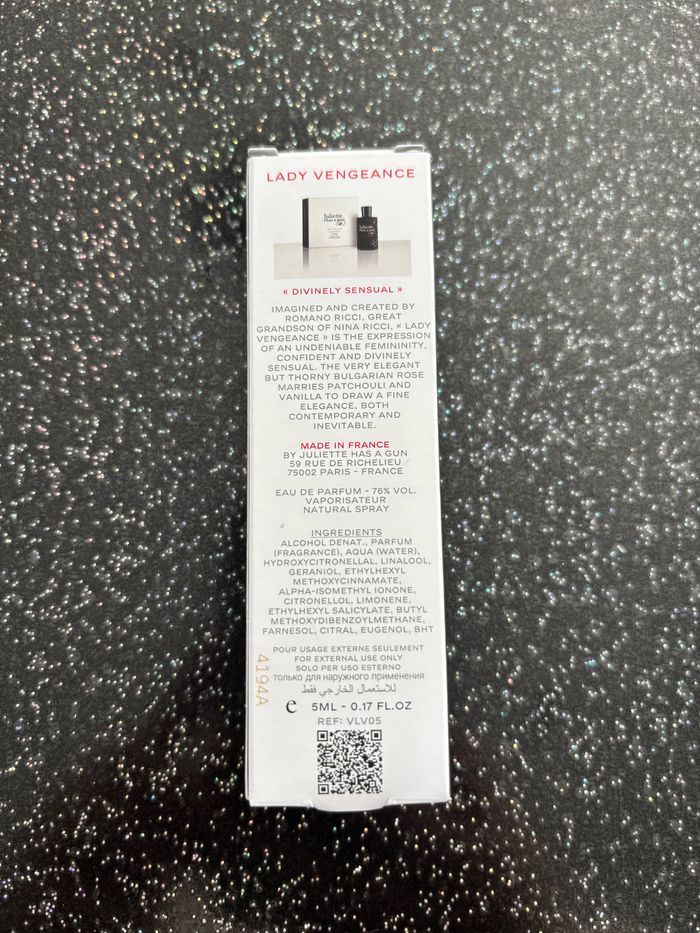 LADY VENGEANCE
Juliette
has a gun
Juliette
has a gun
« DIVINELY SENSUAL »
IMAGINED AND CREATED BY
ROMANO RICCI, GREAT
GRANDSON OF NINA RICCI, « LADY
VENGEANCE » IS THE EXPRESSION
OF AN UNDENIABLE FEMININITY,
CONFIDENT AND DIVINELY
SENSUAL. THE VERY ELEGANT
BUT THORNY BULGARIAN ROSE
MARRIES PATCHOULI AND
VANILLA TO DRAW A FINE
ELEGANCE, BOTH
CONTEMPORARY AND
INEVITABLE.
MADE IN FRANCE
BY JULIETTE HAS A GUN
59 RUE DE RICHELIEU
75002 PARIS - FRANCE
EAU DE PARFUM - 76% VOL.
VAPORISATEUR
NATURAL SPRAY
INGREDIENTS
ALCOHOL DENAT., PARFUM
(FRAGRANCE), AQUA (WATER),
HYDROXYCITRONELLAL, LINALOOL,
GERANIOL, ETHYLHEXYL
METHOXYCINNAMATE,
ALPHA-ISOMETHYL IONONE,
CITRONELLOL, LIMONENE,
ETHYLHEXYL SALICYLATE, BUTYL
METHOXYDIBENZOYLMETHANE,
FARNESOL, CITRAL, EUGENOL, BHT
POUR USAGE EXTERNE SEULEMENT
FOR EXTERNAL USE ONLY
SOLO PER USO ESTERNO
только для наружного применения
للاستعمال الخارجي فقط
4194A
e 5ML - 0.17 FL.OZ
REF: VLV05